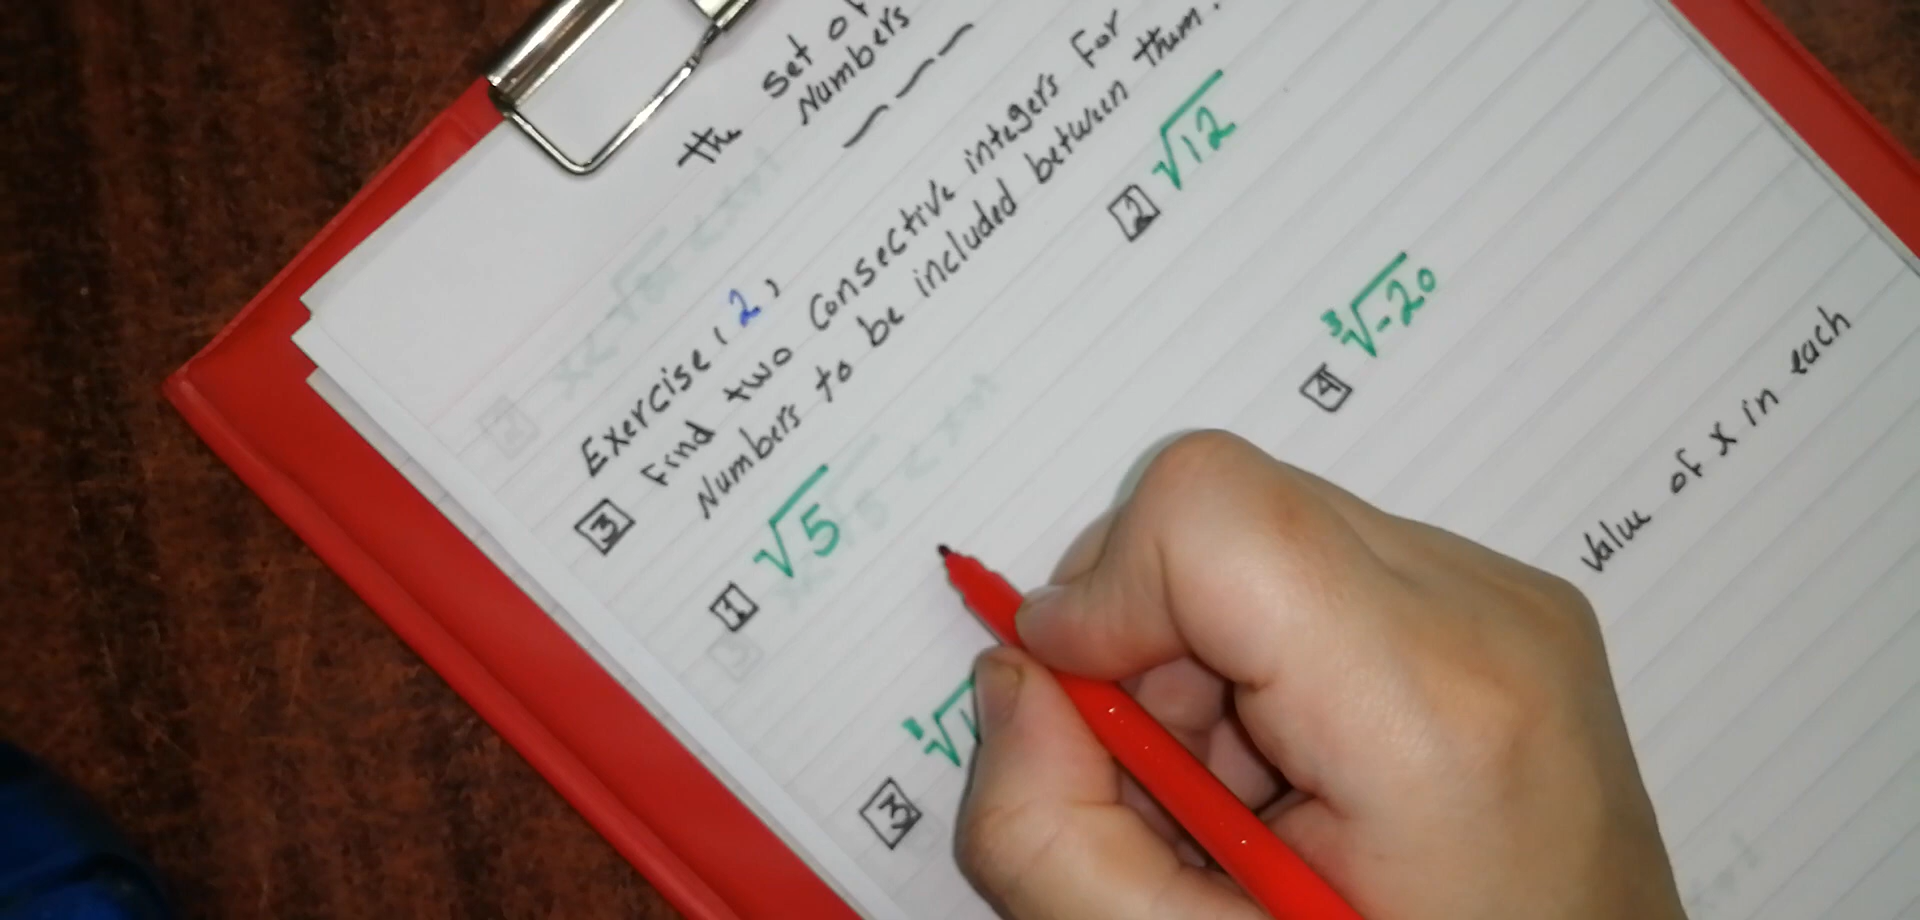 the set of
Numbers
Exercise (2)
3 Find two Consective integers For
Numbers to be included between them.
1 √5
2 √12
3 ∛1
4 ∛-20
Value of x in each